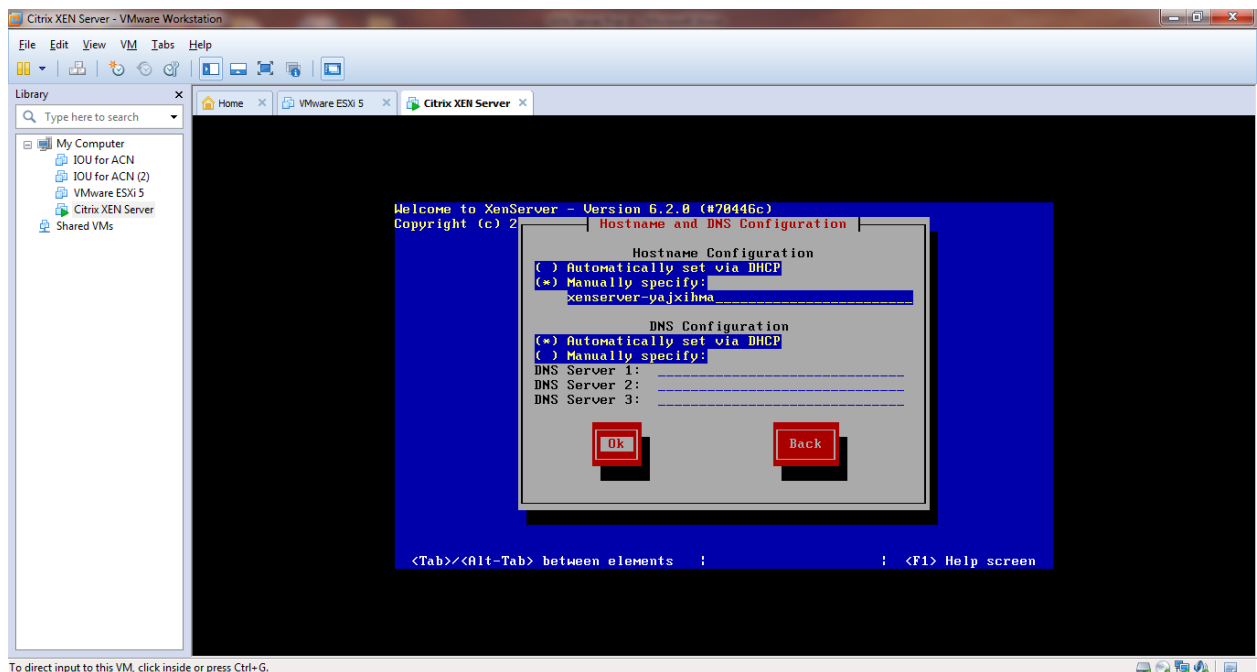 Citrix XEN Server - VMware Workstation
File Edit View VM Tabs Help
Library
Type here to search
My Computer
IOU for ACN
IOU for ACN (2)
VMware ESXi 5
Citrix XEN Server
Shared VMs
Home VMware ESXi 5 Citrix XEN Server
Welcome to XenServer - Version 6.2.0 (#70446c)
Copyright (c) 2
Hostname and DNS Configuration
Hostname Configuration
( ) Automatically set via DHCP
(*) Manually specify:
xenserver-yajxihma________________________
DNS Configuration
(*) Automatically set via DHCP
( ) Manually specify:
DNS Server 1: ______________________________
DNS Server 2: ______________________________
DNS Server 3: ______________________________
Ok Back
<Tab>/<Alt-Tab> between elements ¦ ¦ <F1> Help screen
To direct input to this VM, click inside or press Ctrl+G.